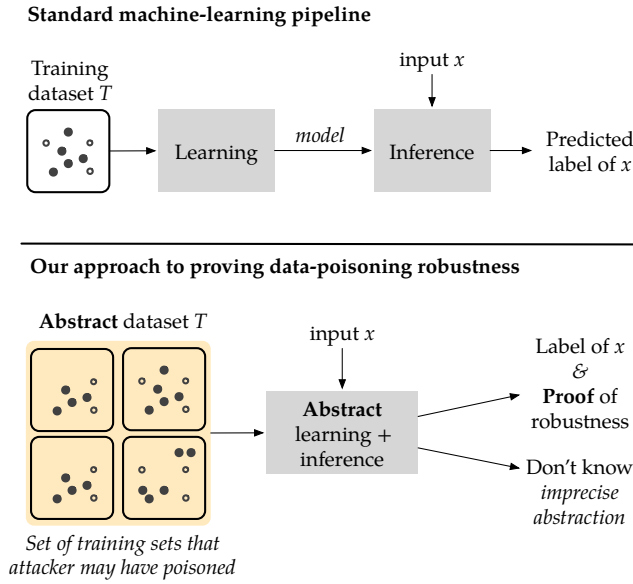 Standard machine-learning pipeline
Training
dataset T
input x
Learning
model
Inference
Predicted
label of x
Our approach to proving data-poisoning robustness
Abstract dataset T
input x
Abstract
learning +
inference
Label of x
&
Proof of
robustness
Don't know
imprecise
abstraction
Set of training sets that
attacker may have poisoned